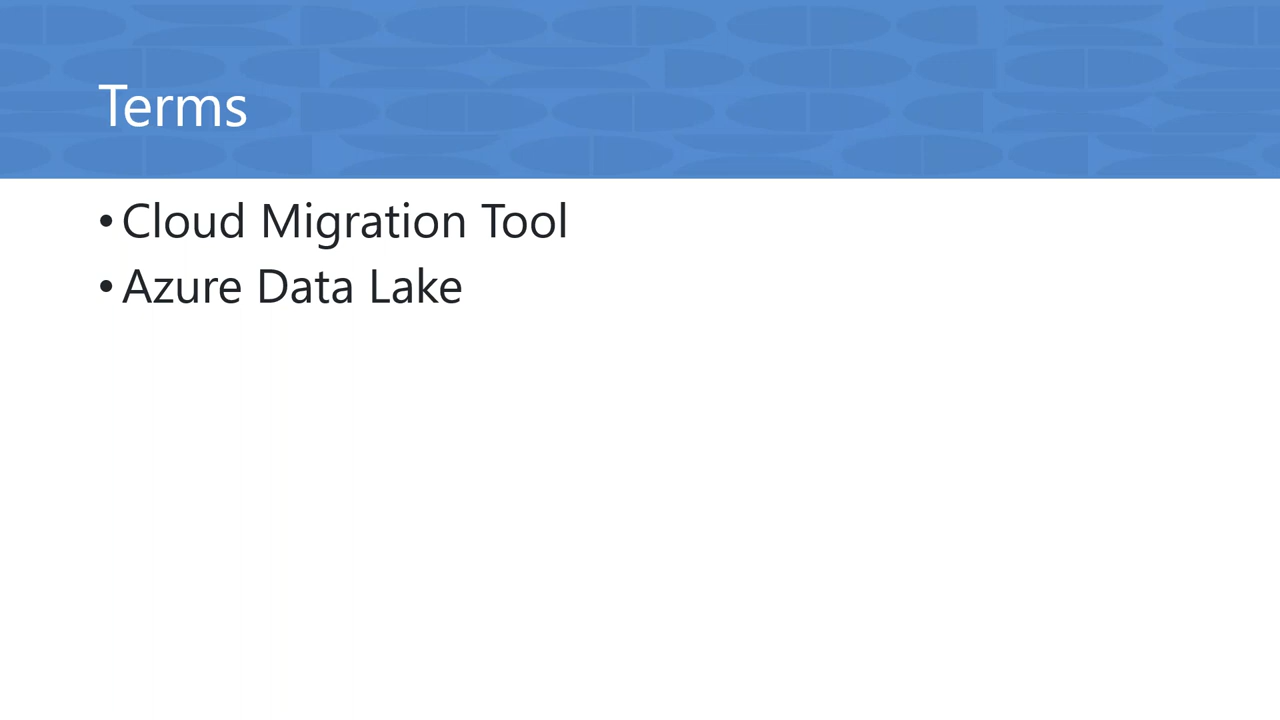 Terms
• Cloud Migration Tool
• Azure Data Lake